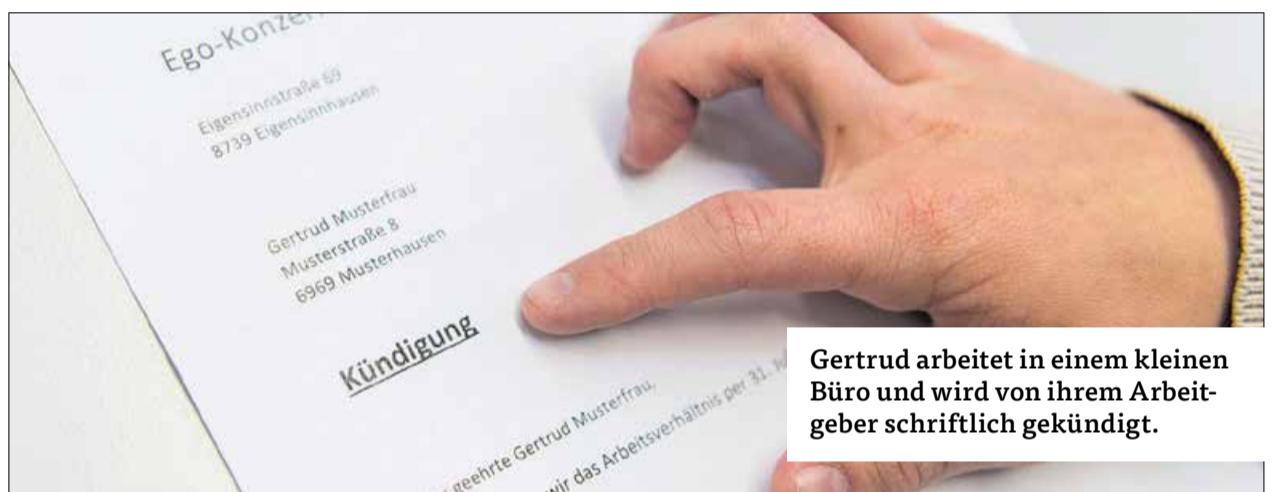 Ego-Konzern
Eigensinnstraße 69
8739 Eigensinnhausen
Gertrud Musterfrau
Musterstraße 8
6969 Musterhausen
Kündigung
geehrte Gertrud Musterfrau,
wir das Arbeitsverhältnis per 31.
Gertrud arbeitet in einem kleinen
Büro und wird von ihrem Arbeit-
geber schriftlich gekündigt.